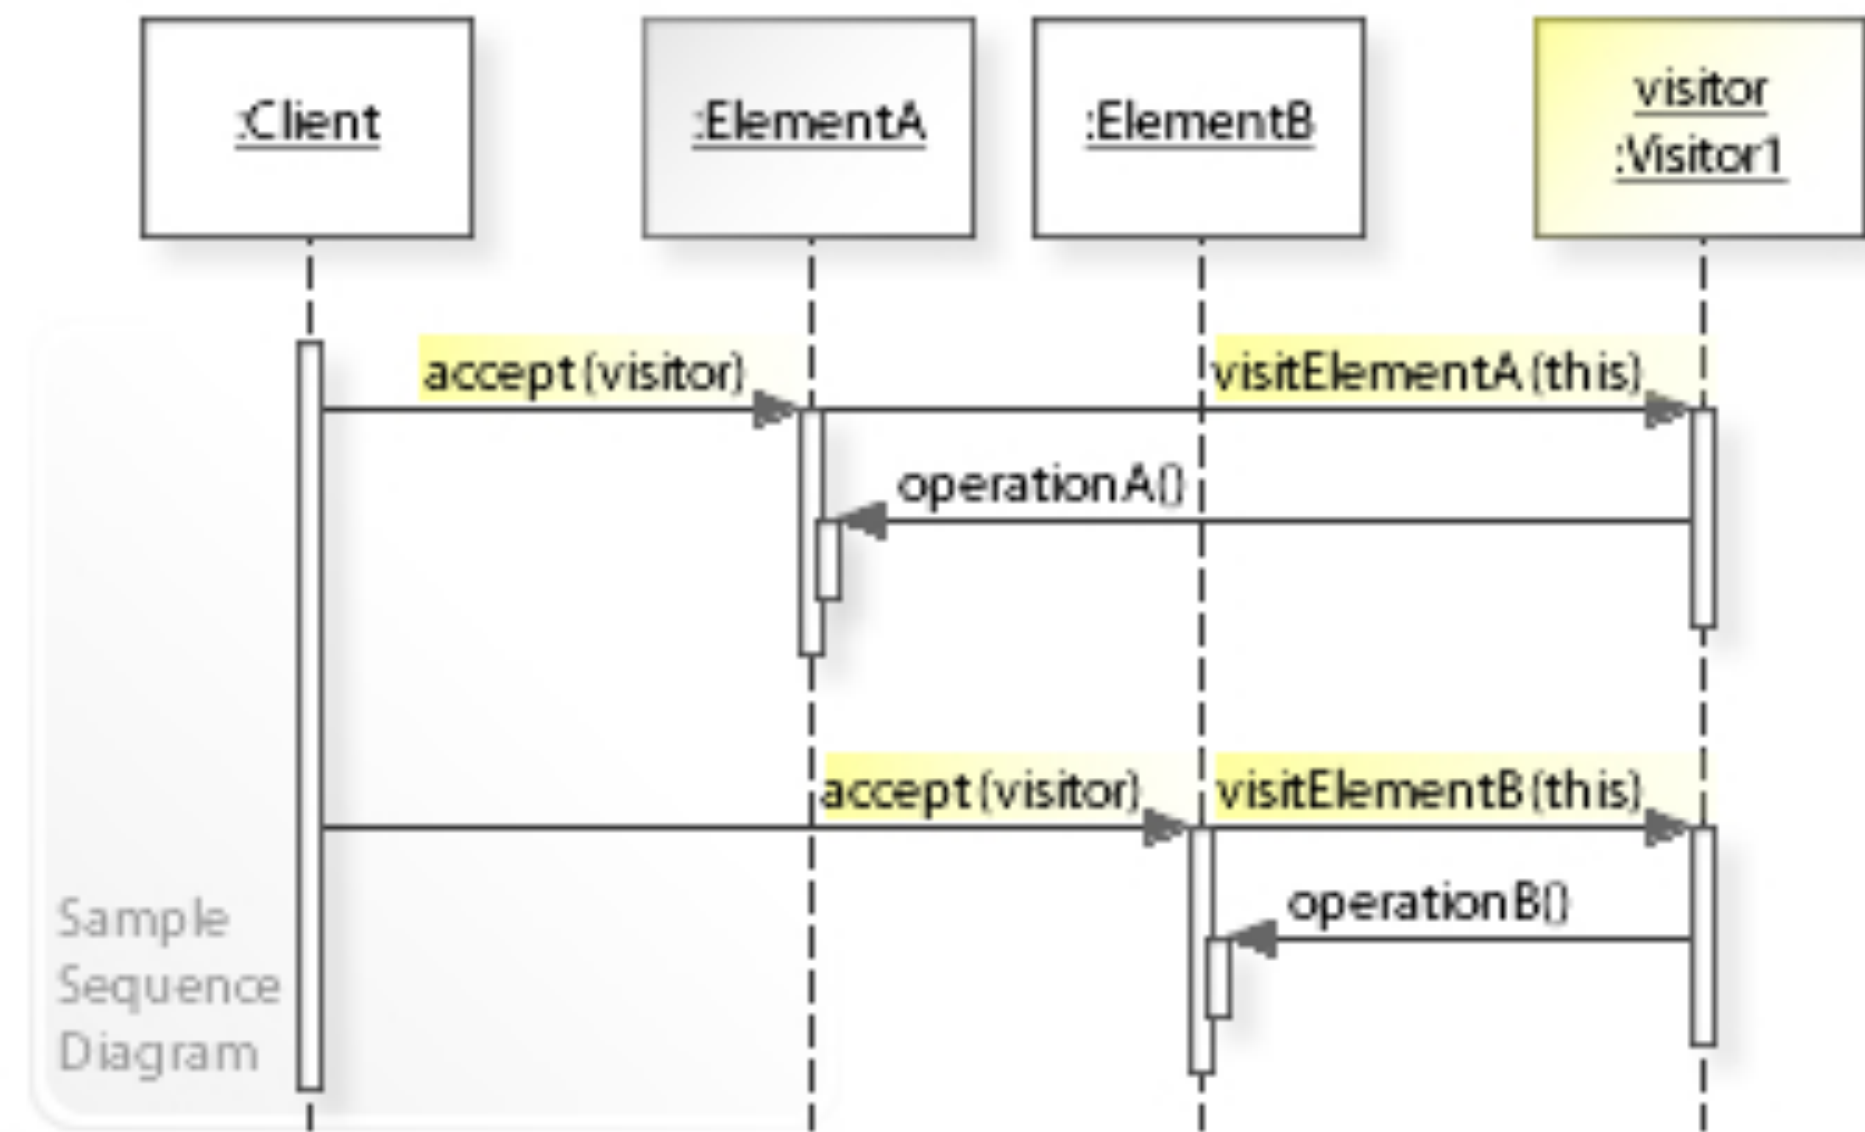 :Client
:ElementA
:ElementB
visitor
:Visitor1
accept(visitor)
visitElementA(this)
operationA()
accept(visitor)
visitElementB(this)
operationB()
Sample
Sequence
Diagram